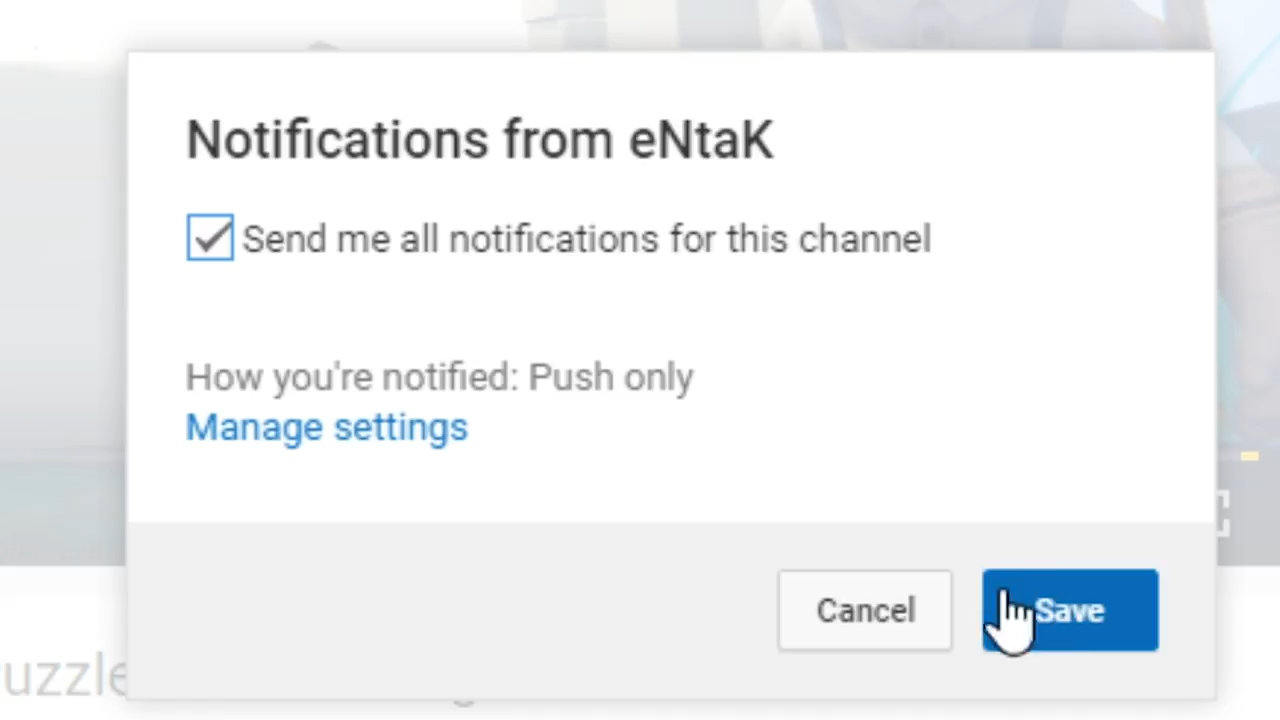 Notifications from eNtaK
Send me all notifications for this channel
How you're notified: Push only
Manage settings
Cancel
Save